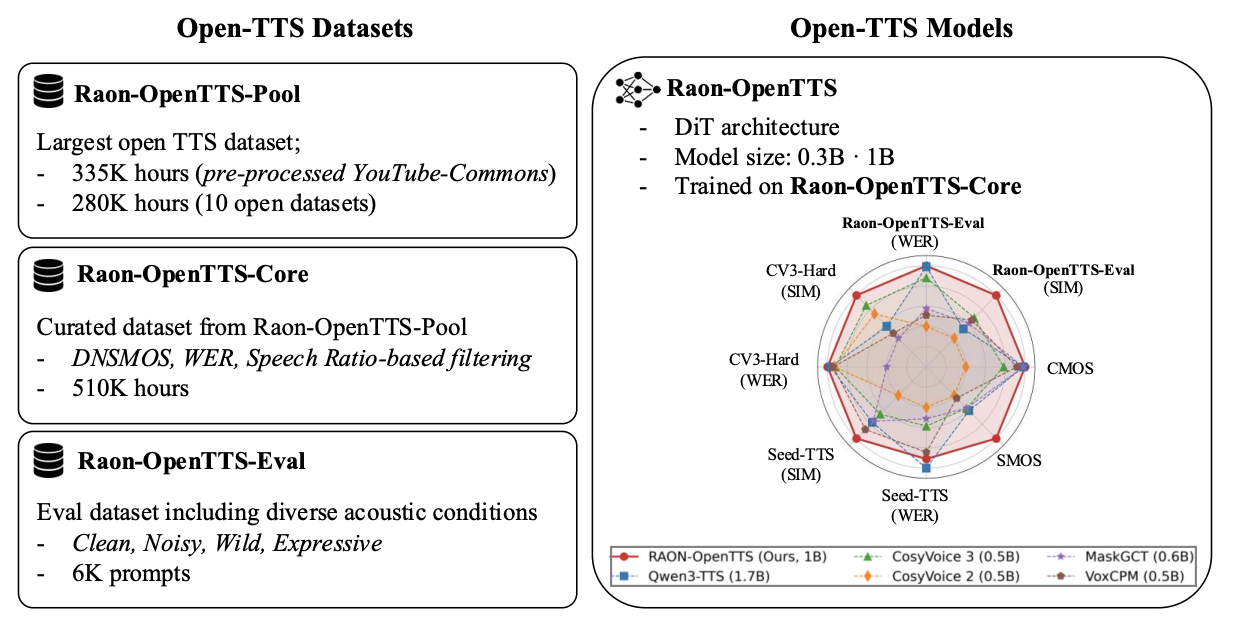 Open-TTS Datasets
Raon-OpenTTS-Pool
Largest open TTS dataset;
- 335K hours (pre-processed YouTube-Commons)
- 280K hours (10 open datasets)
Raon-OpenTTS-Core
Curated dataset from Raon-OpenTTS-Pool
- DNSMOS, WER, Speech Ratio-based filtering
- 510K hours
Raon-OpenTTS-Eval
Eval dataset including diverse acoustic conditions
- Clean, Noisy, Wild, Expressive
- 6K prompts
Open-TTS Models
Raon-OpenTTS
- DiT architecture
- Model size: 0.3B · 1B
- Trained on Raon-OpenTTS-Core
Raon-OpenTTS-Eval
(WER)
Raon-OpenTTS-Eval
(SIM)
CMOS
SMOS
Seed-TTS
(WER)
Seed-TTS
(SIM)
CV3-Hard
(WER)
CV3-Hard
(SIM)
RAON-OpenTTS (Ours, 1B)
Qwen3-TTS (1.7B)
CosyVoice 3 (0.5B)
CosyVoice 2 (0.5B)
MaskGCT (0.6B)
VoxCPM (0.5B)